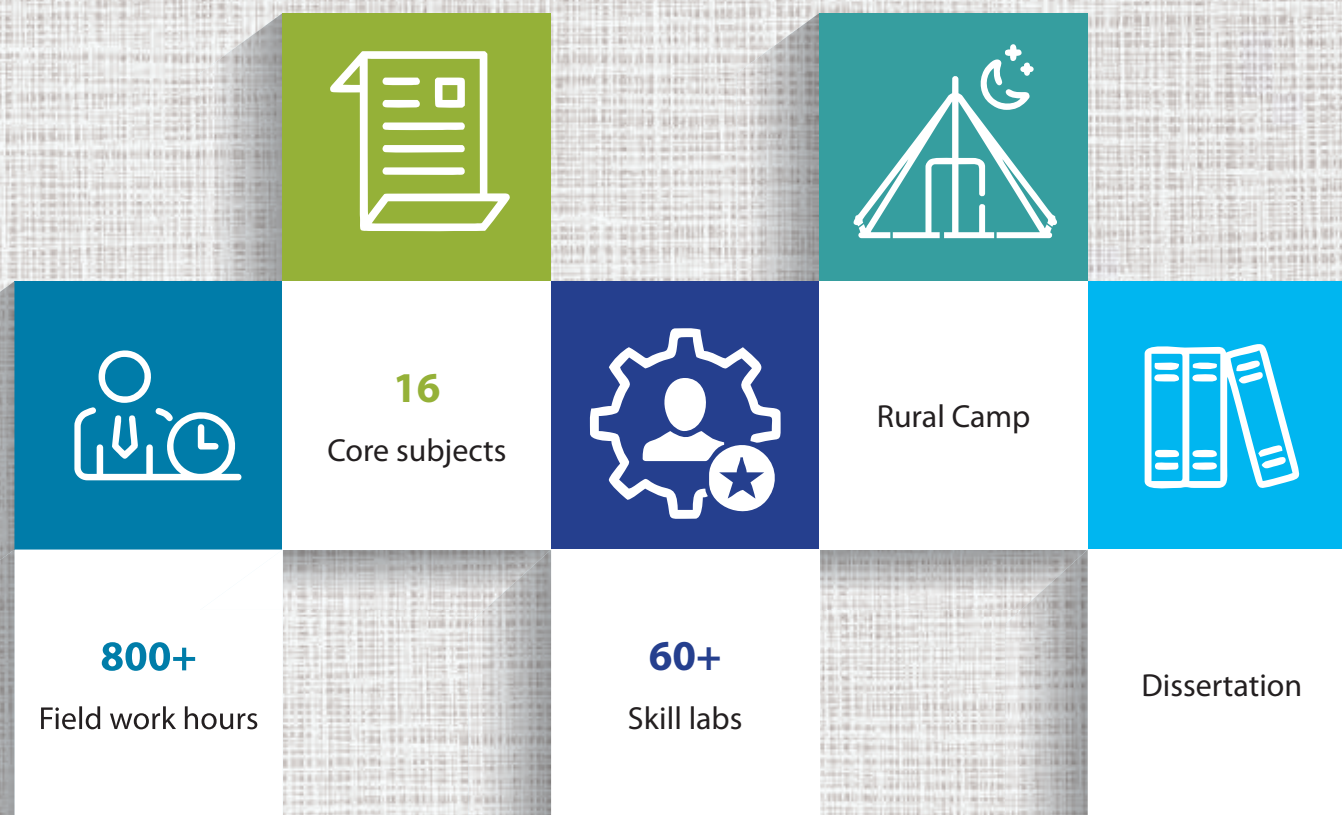 16
Core subjects
Rural Camp
800+
Field work hours
60+
Skill labs
Dissertation